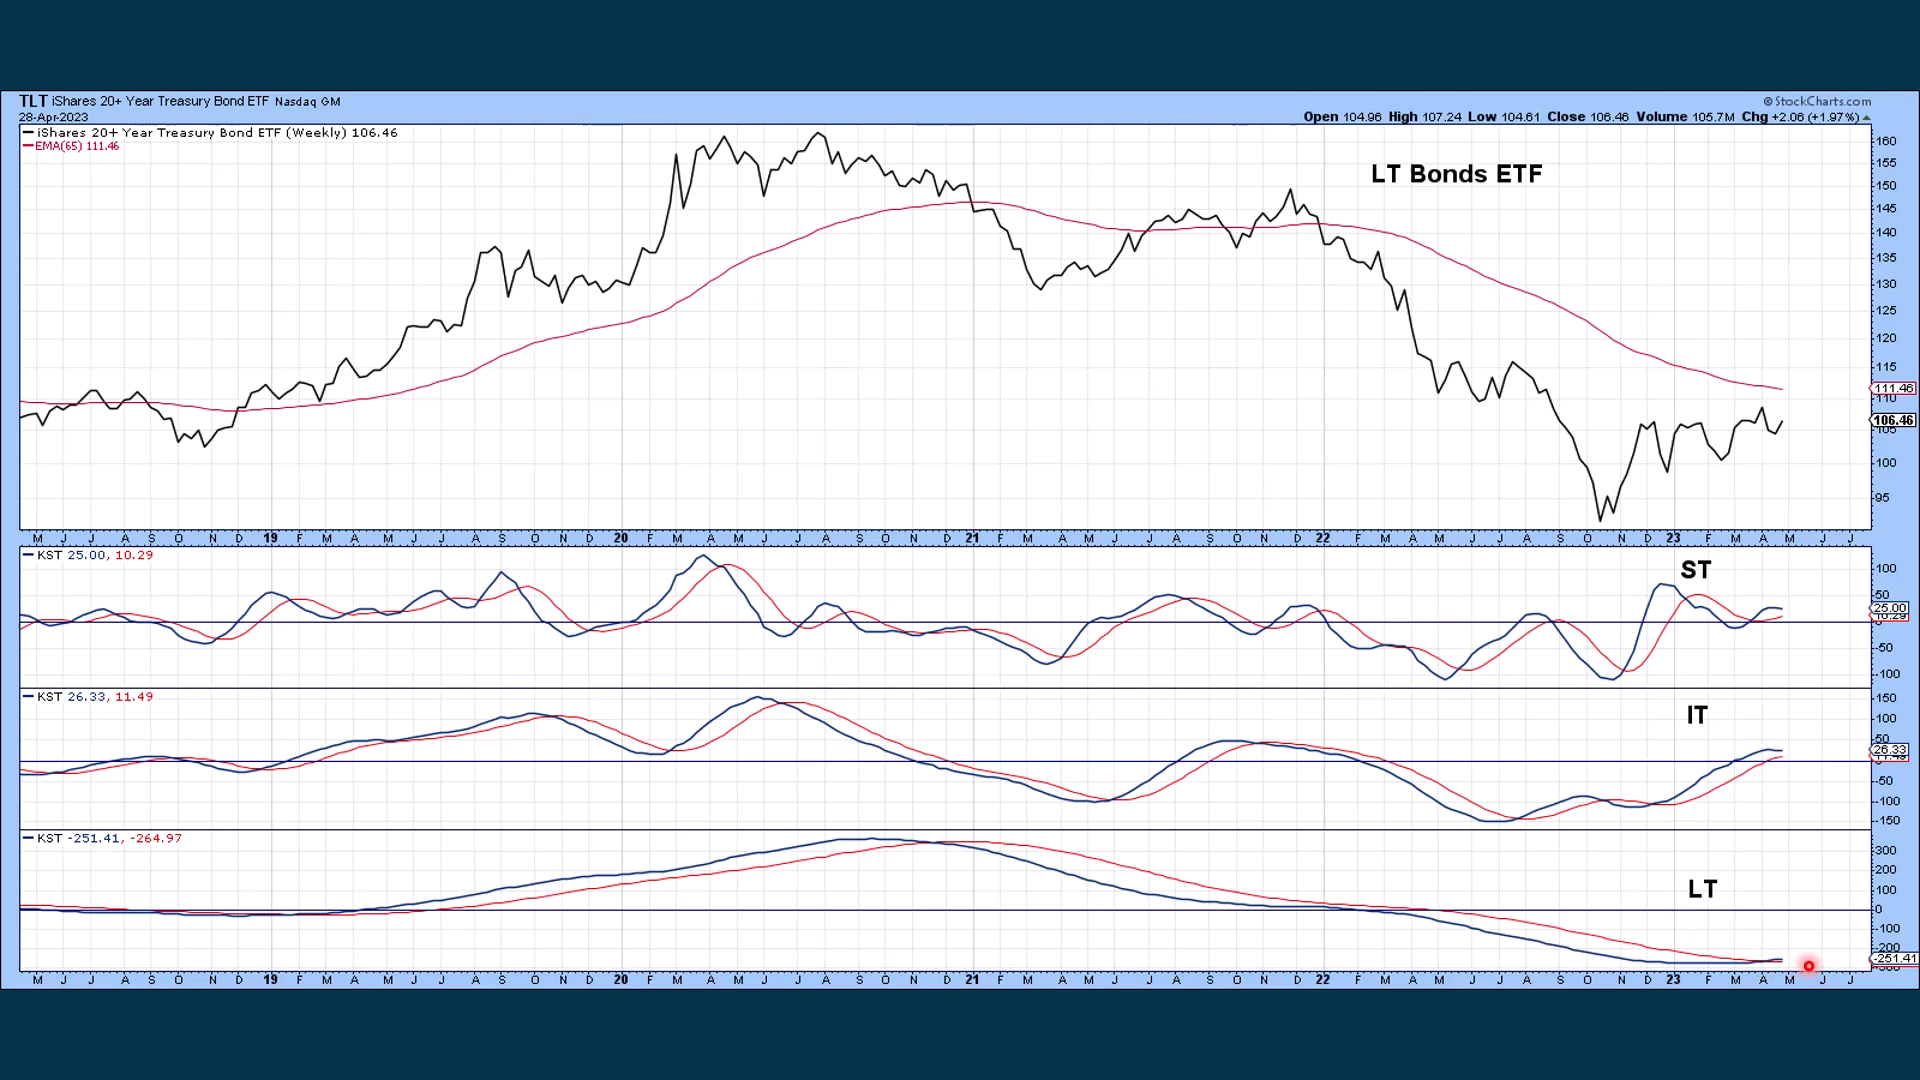 TLT iShares 20+ Year Treasury Bond ETF Nasdaq GM
© StockCharts.com
28-Apr-2023
Open 104.96 High 107.24 Low 104.61 Close 106.46 Volume 105.7M Chg +2.06 (+1.97%)
iShares 20+ Year Treasury Bond ETF (Weekly) 106.46
EMA(65) 111.46
LT Bonds ETF
160
155
150
145
140
135
130
125
120
115
111.46
110
106.46
105
100
95
M J J A S O N D 19 F M A M J J A S O N D 20 F M A M J J A S O N D 21 F M A M J J A S O N D 22 F M A M J J A S O N D 23 F M A M J J
KST 25.00, 10.29
ST
100
50
25.00
10.29
0
-50
-100
KST 26.33, 11.49
IT
150
100
50
26.33
11.49
-50
-100
-150
KST -251.41, -264.97
LT
300
200
100
0
-100
-200
-251.41
M J J A S O N D 19 F M A M J J A S O N D 20 F M A M J J A S O N D 21 F M A M J J A S O N D 22 F M A M J J A S O N D 23 F M A M J J